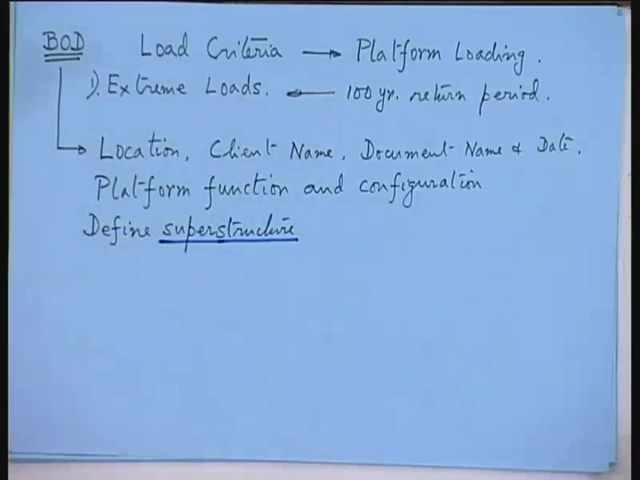 BOD Load Criteria → Platform Loading.
1). Extreme Loads. ← 100 yr. return period.
→ Location, Client Name, Document Name & Date.
Platform function and configuration
Define superstructure